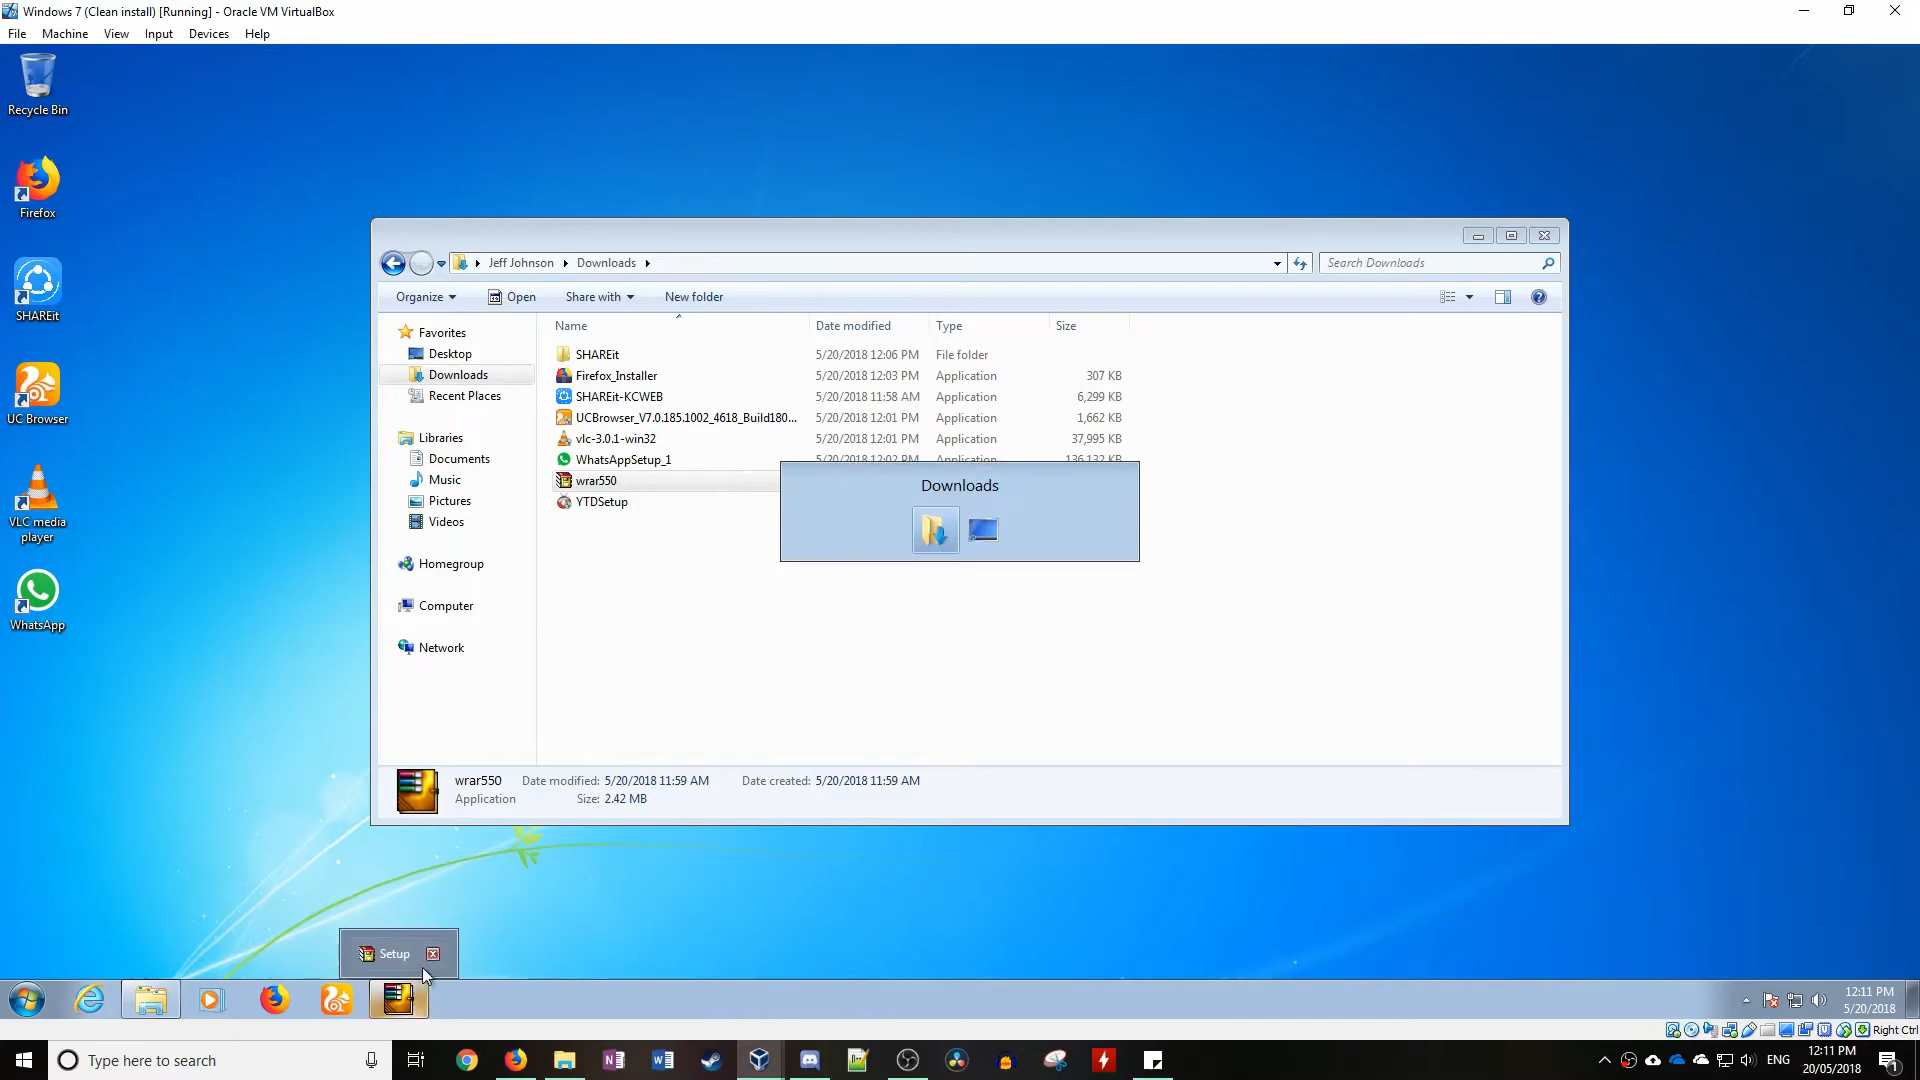 Windows 7 (Clean install) [Running] - Oracle VM VirtualBox
File Machine View Input Devices Help
Recycle Bin
Firefox
SHAREit
UC Browser
VLC media
player
WhatsApp
Jeff Johnson Downloads
Search Downloads
Organize Open Share with New folder
Favorites
Desktop
Downloads
Recent Places
Libraries
Documents
Music
Pictures
Videos
Homegroup
Computer
Network
Name Date modified Type Size
SHAREit 5/20/2018 12:06 PM File folder
Firefox_Installer 5/20/2018 12:03 PM Application 307 KB
SHAREit-KCWEB 5/20/2018 11:58 AM Application 6,299 KB
UCBrowser_V7.0.185.1002_4618_Build180... 5/20/2018 12:01 PM Application 1,662 KB
vlc-3.0.1-win32 5/20/2018 12:01 PM Application 37,995 KB
WhatsAppSetup_1 5/20/2018 12:02 PM Application 136,132 KB
wrar550
YTDSetup
Downloads
wrar550 Date modified: 5/20/2018 11:59 AM Date created: 5/20/2018 11:59 AM
Application Size: 2.42 MB
Setup
12:11 PM
5/20/2018
Right Ctrl
Type here to search
ENG
12:11 PM
20/05/2018
1